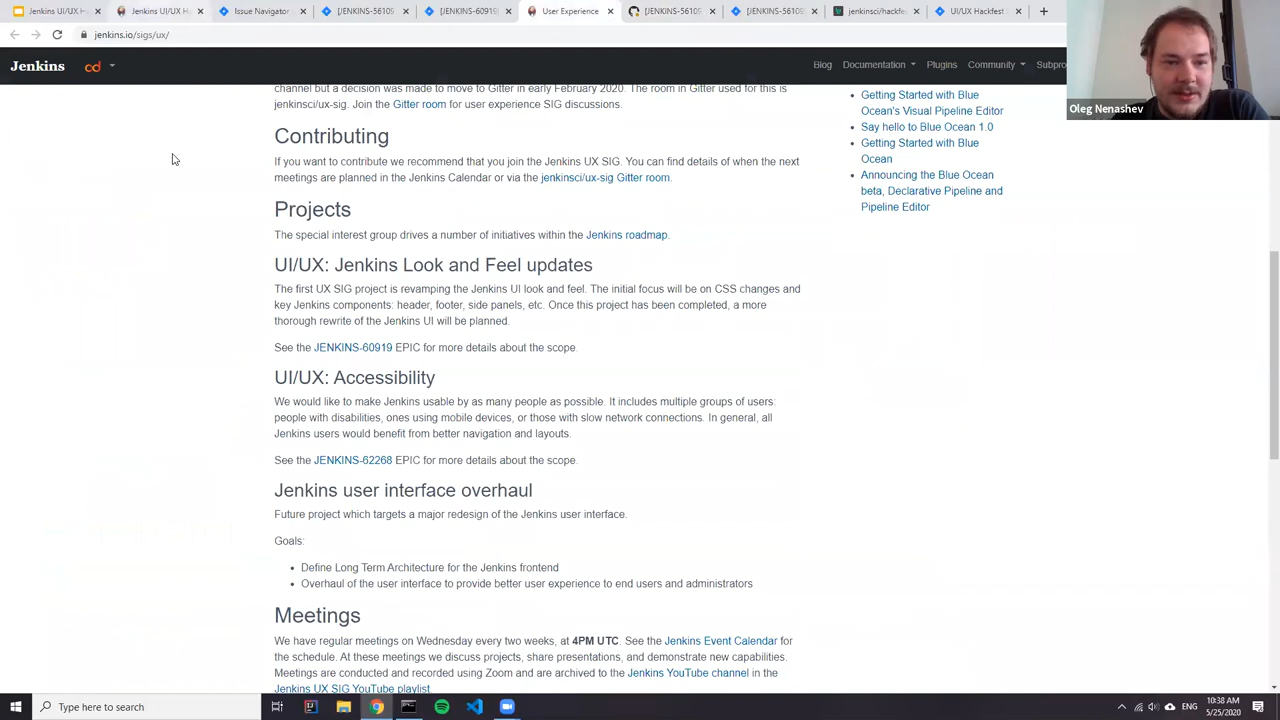 Jenkins UI/UX H
Jenkins UI/UX H
Issue Navigator
[JENKINS-56109
[JENKINS-60919]
User Experience
[JENKINS-56109
[JENKINS-56109
jenkinsci/hackfe
UI/UX Hackfest
jenkins.io/sigs/ux/
Jenkins cd
Blog Documentation Plugins Community Subpro
Oleg Nenashev
channel but a decision was made to move to Gitter in early February 2020. The room in Gitter used for this is
jenkinsci/ux-sig. Join the Gitter room for user experience SIG discussions.
Contributing
If you want to contribute we recommend that you join the Jenkins UX SIG. You can find details of when the next
meetings are planned in the Jenkins Calendar or via the jenkinsci/ux-sig Gitter room.
Projects
The special interest group drives a number of initiatives within the Jenkins roadmap.
UI/UX: Jenkins Look and Feel updates
The first UX SIG project is revamping the Jenkins UI look and feel. The initial focus will be on CSS changes and
key Jenkins components: header, footer, side panels, etc. Once this project has been completed, a more
thorough rewrite of the Jenkins UI will be planned.
See the JENKINS-60919 EPIC for more details about the scope.
UI/UX: Accessibility
We would like to make Jenkins usable by as many people as possible. It includes multiple groups of users:
people with disabilities, ones using mobile devices, or those with slow network connections. In general, all
Jenkins users would benefit from better navigation and layouts.
See the JENKINS-62268 EPIC for more details about the scope.
Jenkins user interface overhaul
Future project which targets a major redesign of the Jenkins user interface.
Goals:
• Define Long Term Architecture for the Jenkins frontend
• Overhaul of the user interface to provide better user experience to end users and administrators
Meetings
We have regular meetings on Wednesday every two weeks, at 4PM UTC. See the Jenkins Event Calendar for
the schedule. At these meetings we discuss projects, share presentations, and demonstrate new capabilities.
Meetings are conducted and recorded using Zoom and are archived to the Jenkins YouTube channel in the
Jenkins UX SIG YouTube playlist.
• Getting Started with Blue
Ocean's Visual Pipeline Editor
• Say hello to Blue Ocean 1.0
• Getting Started with Blue
Ocean
• Announcing the Blue Ocean
beta, Declarative Pipeline and
Pipeline Editor
Type here to search
10:38 AM
5/25/2020